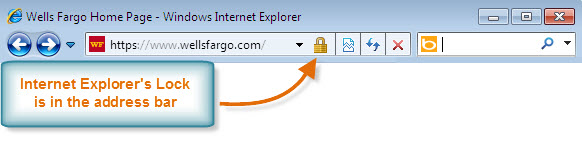 Wells Fargo Home Page - Windows Internet Explorer
WF https://www.wellsfargo.com/
Internet Explorer's Lock
is in the address bar